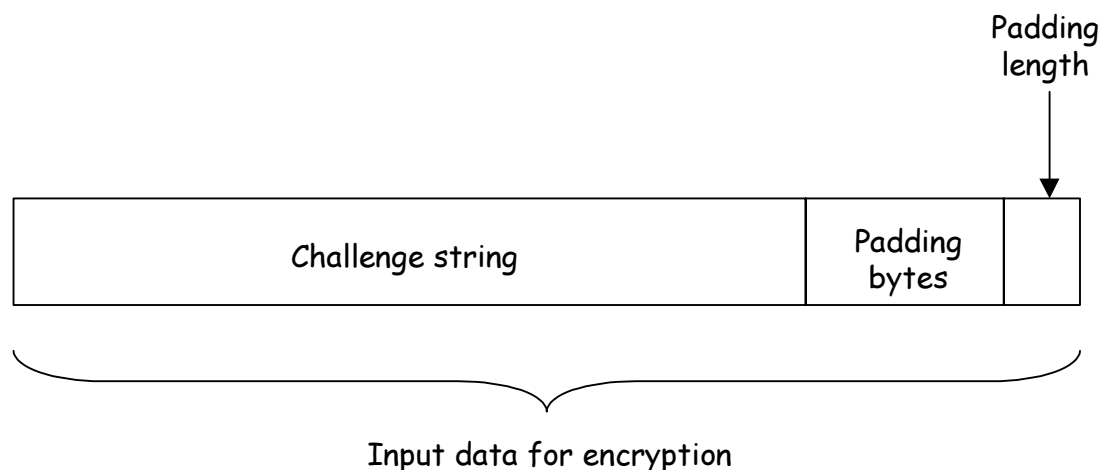 Padding
length
Challenge string
Padding
bytes
Input data for encryption